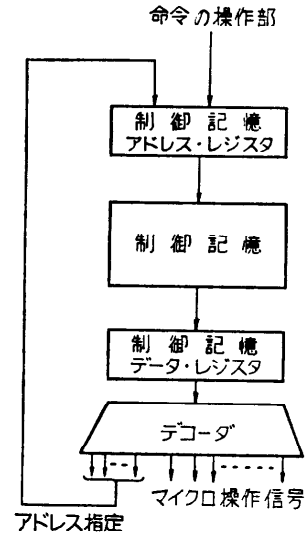 命令の操作部
制御記憶
アドレス・レジスタ
制御記憶
制御記憶
データ・レジスタ
デコーダ
マイクロ操作信号
アドレス指定